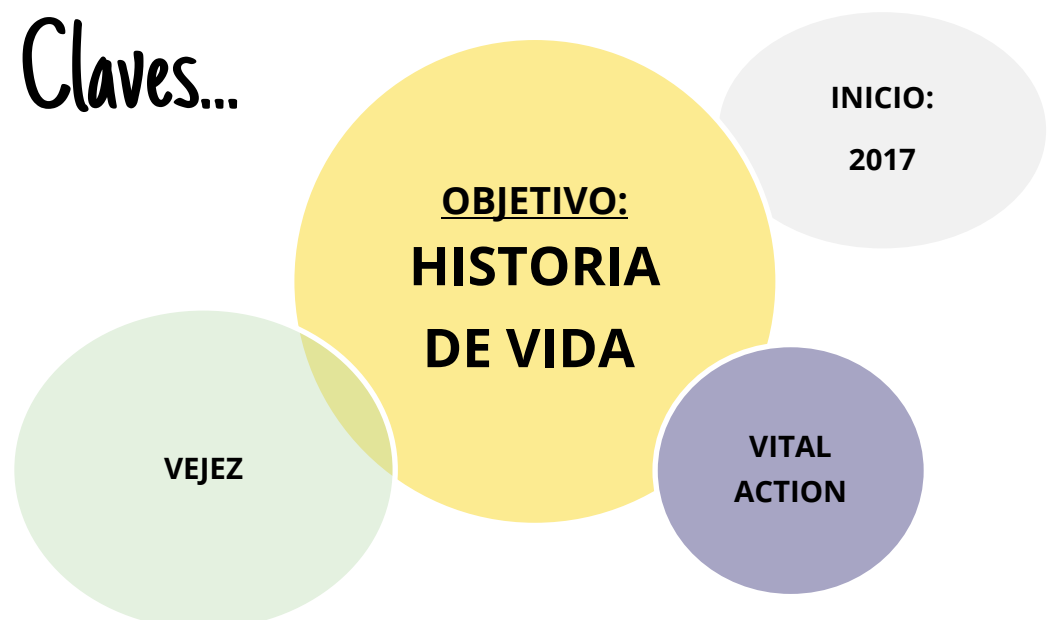 Claves...
INICIO:
2017
OBJETIVO:
HISTORIA
DE VIDA
VEJEZ
VITAL
ACTION